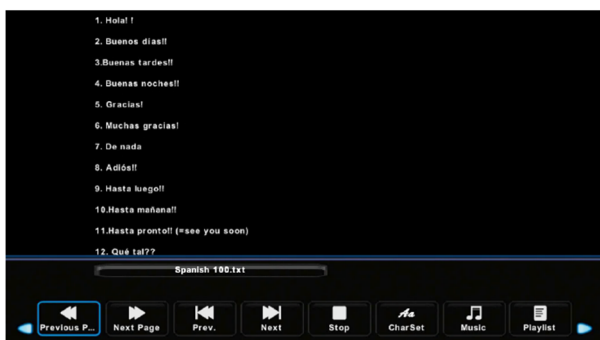 1. Hola! !
2. Buenos dias!!
3.Buenas tardes!!
4. Buenas noches!!
5. Gracias!
6. Muchas gracias!
7. De nada
8. Adiós!!
9. Hasta luego!!
10.Hasta mañana!!
11.Hasta pronto!! (=see you soon)
12. Qué tal??
Spanish 100.txt
Previous P... Next Page Prev. Next Stop Aa CharSet Music Playlist